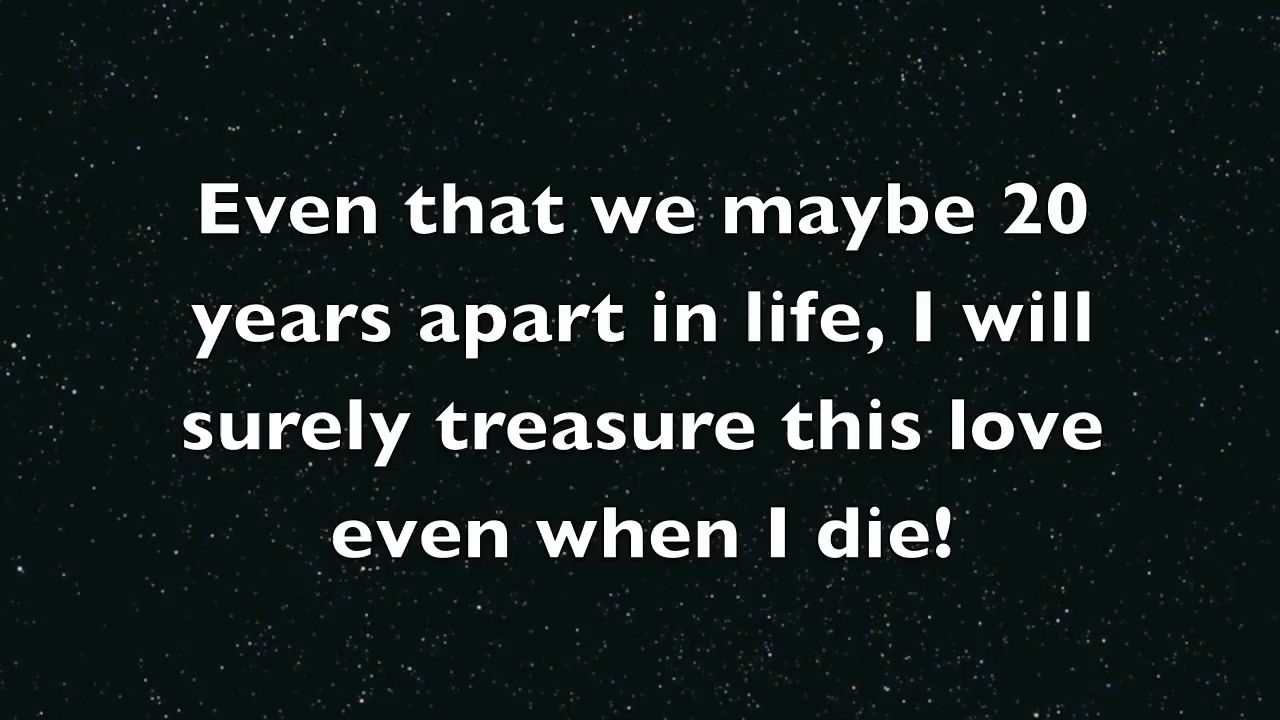 Even that we maybe 20
years apart in life, I will
surely treasure this love
even when I die!